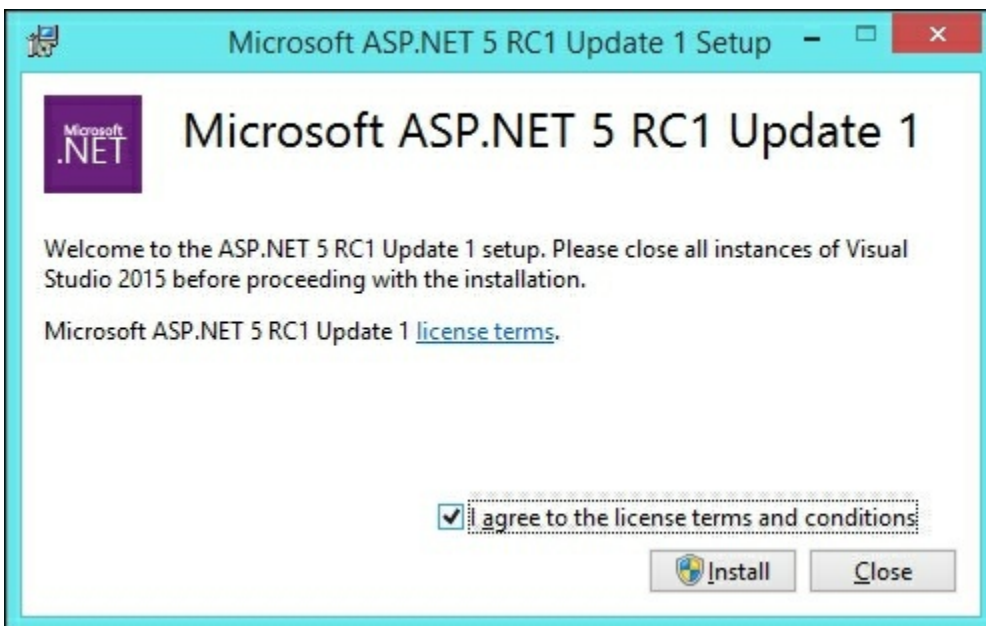 Microsoft ASP.NET 5 RC1 Update 1 Setup
Microsoft
.NET
Microsoft ASP.NET 5 RC1 Update 1
Welcome to the ASP.NET 5 RC1 Update 1 setup. Please close all instances of Visual
Studio 2015 before proceeding with the installation.
Microsoft ASP.NET 5 RC1 Update 1 license terms.
I agree to the license terms and conditions
Install
Close